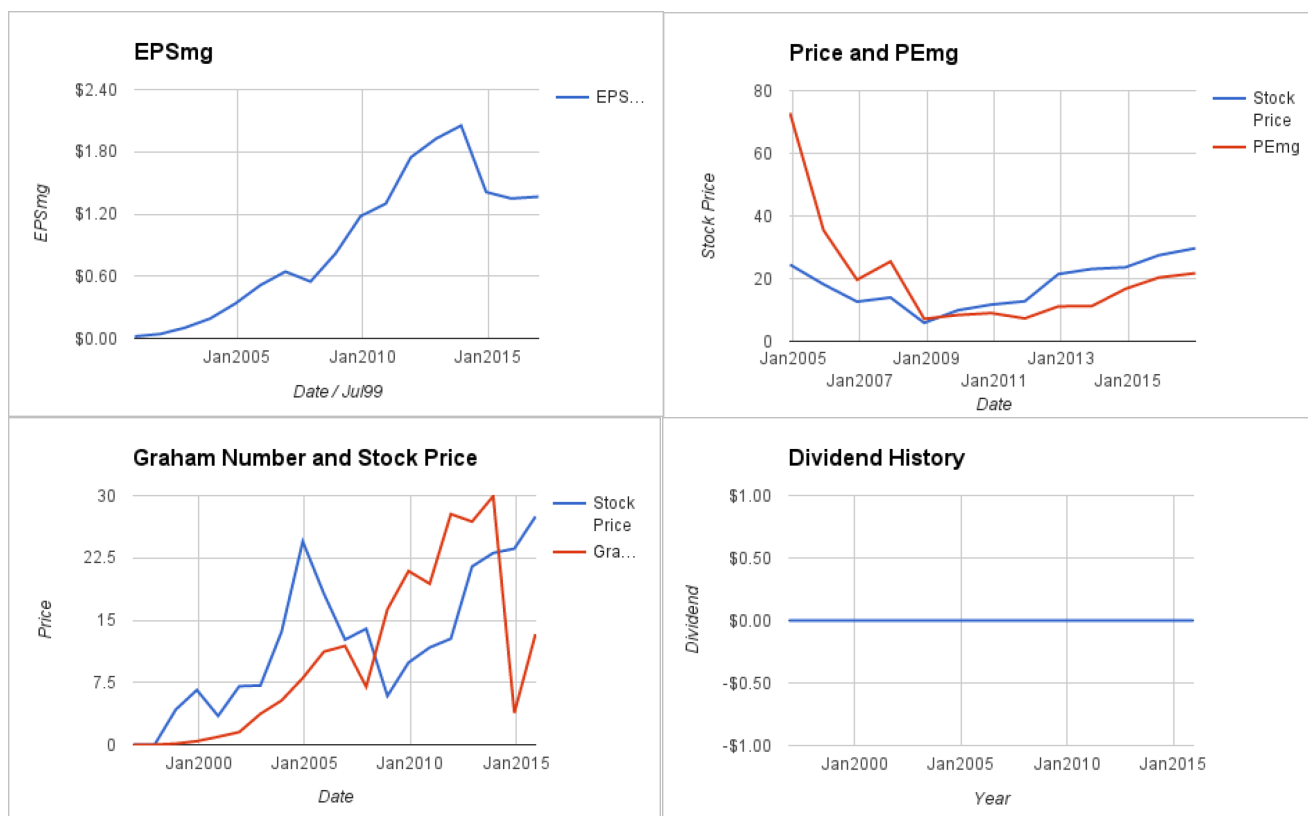 EPSmg
$2.40
$1.80
$1.20
$0.60
$0.00
EPSmg
Jan2005
Jan2010
Jan2015
Date / Jul99
EPS...
Price and PEmg
80
60
40
20
0
Stock Price
Jan2005
Jan2009
Jan2013
Jan2007
Jan2011
Jan2015
Date
Stock
Price
PEmg
Graham Number and Stock Price
30
22.5
15
7.5
0
Price
Jan2000
Jan2005
Jan2010
Jan2015
Date
Stock
Price
Gra...
Dividend History
$1.00
$0.50
$0.00
-$0.50
-$1.00
Dividend
Jan2000
Jan2005
Jan2010
Jan2015
Year